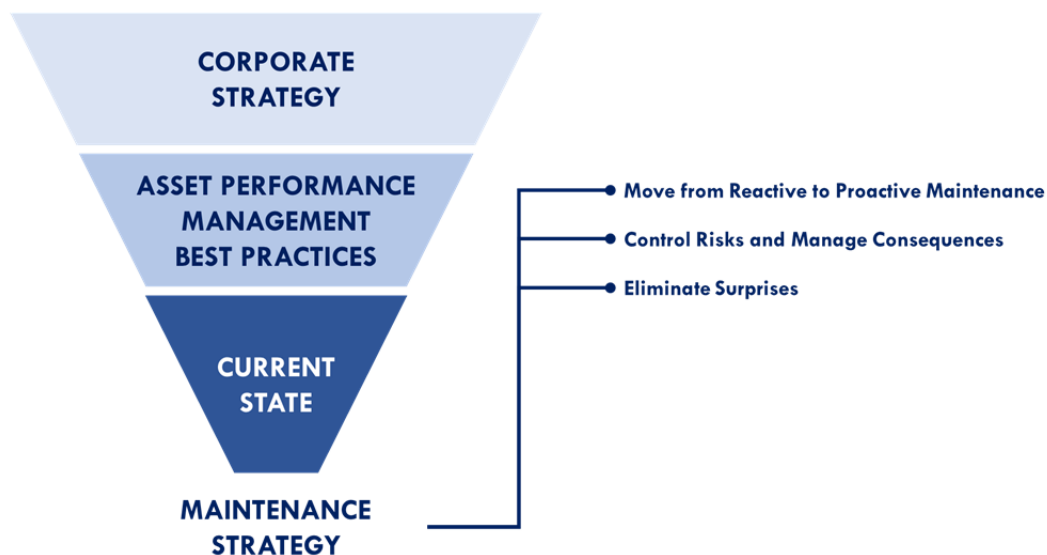 CORPORATE
STRATEGY
ASSET PERFORMANCE
MANAGEMENT
BEST PRACTICES
CURRENT
STATE
MAINTENANCE
STRATEGY
Move from Reactive to Proactive Maintenance
Control Risks and Manage Consequences
Eliminate Surprises